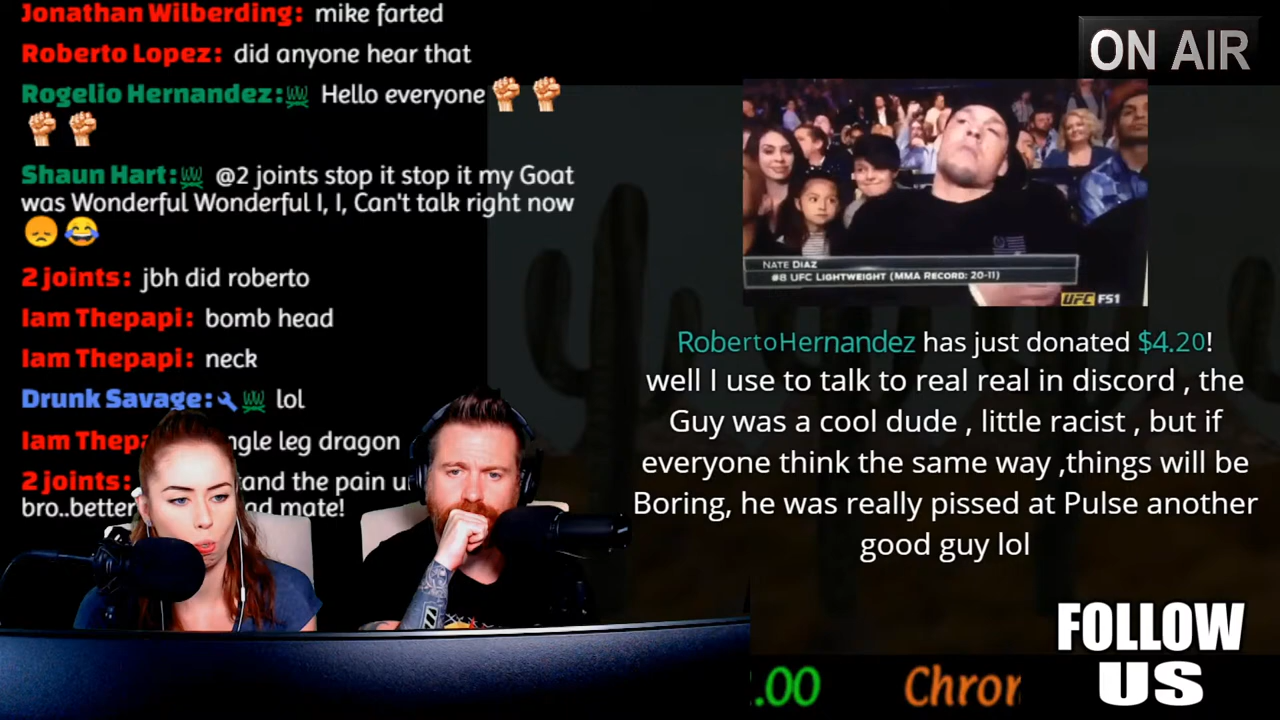 Jonathan Wilberding: mike farted
Roberto Lopez: did anyone hear that
Rogelio Hernandez: Hello everyone
Shaun Hart: @2 joints stop it stop it my Goat
was Wonderful Wonderful I, I, Can't talk right now
2 joints: jbh did roberto
Iam Thepapi: bomb head
Iam Thepapi: neck
Drunk Savage: lol
Iam Thepa ngle leg dragon
2 joints: and the pain u
bro..better ad mate!
ON AIR
NATE DIAZ
#8 UFC LIGHTWEIGHT (MMA RECORD: 20-11)
UFC FS1
RobertoHernandez has just donated $4.20!
well I use to talk to real real in discord , the
Guy was a cool dude , little racist , but if
everyone think the same way ,things will be
Boring, he was really pissed at Pulse another
good guy lol
FOLLOW
US
.00 Chron